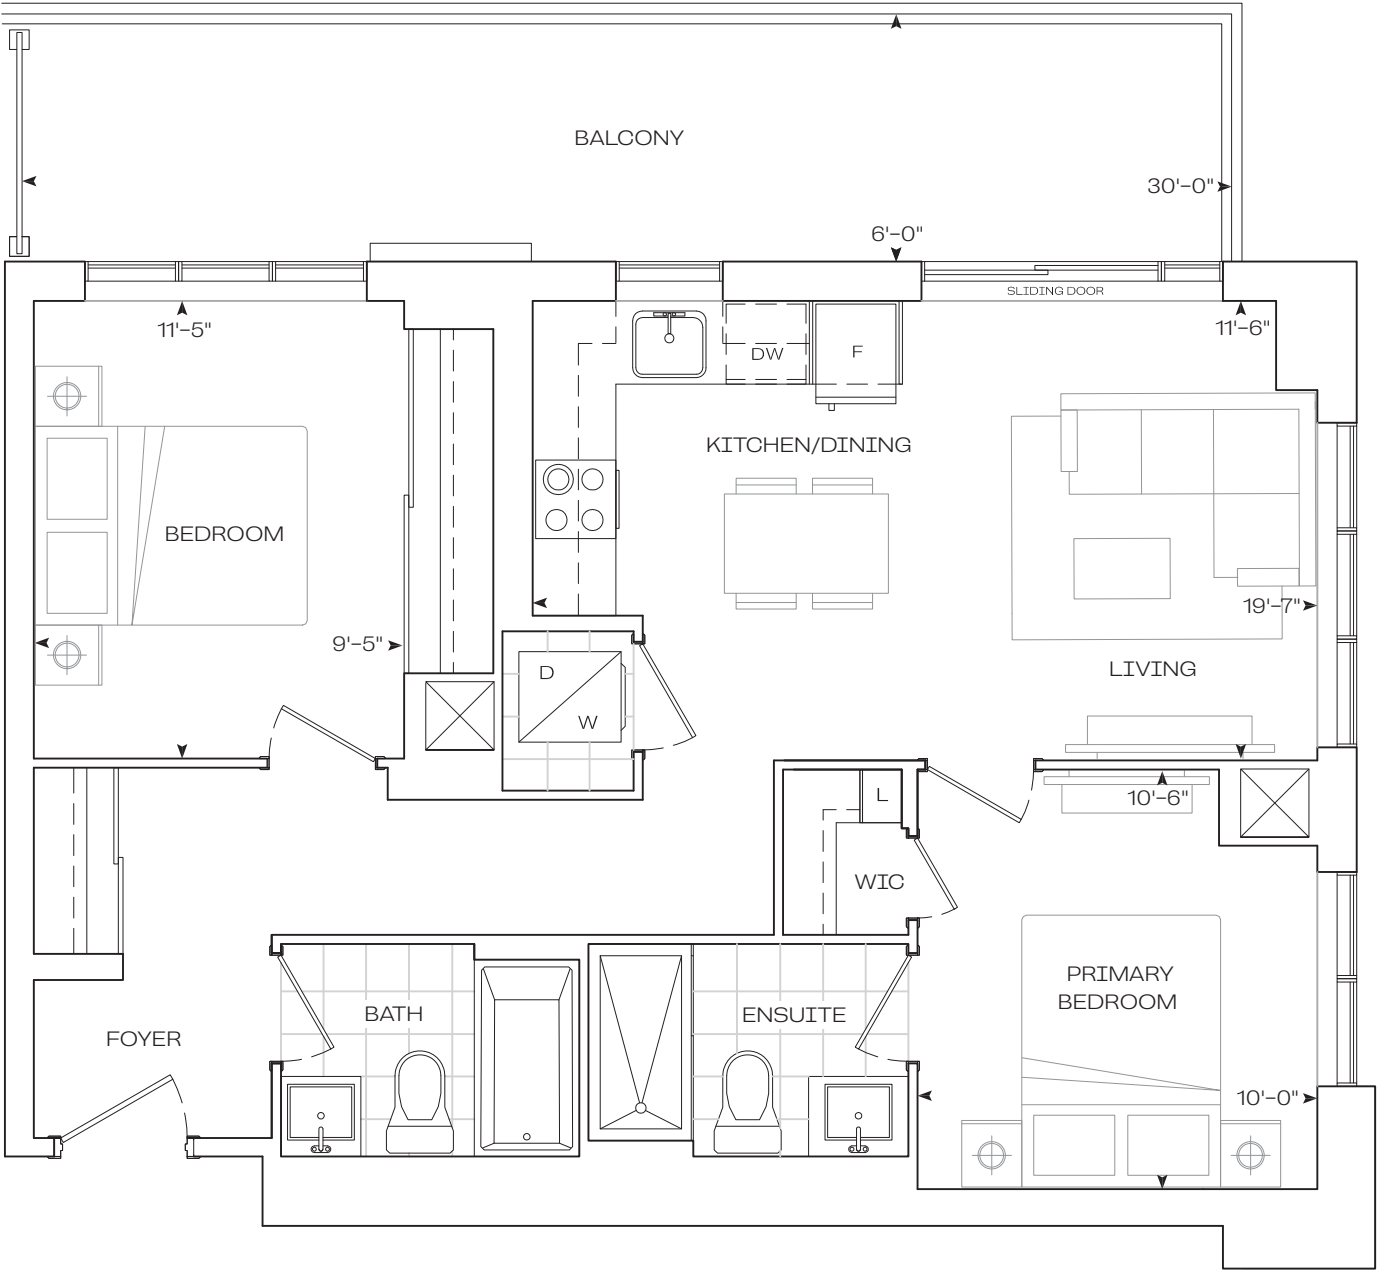 BALCONY
30'-0"
6'-0"
SLIDING DOOR
11'-5"
11'-6"
DW
F
KITCHEN/DINING
BEDROOM
19'-7"
9'-5"
LIVING
D
W
10'-6"
L
WIC
PRIMARY
BEDROOM
BATH
ENSUITE
FOYER
10'-0"